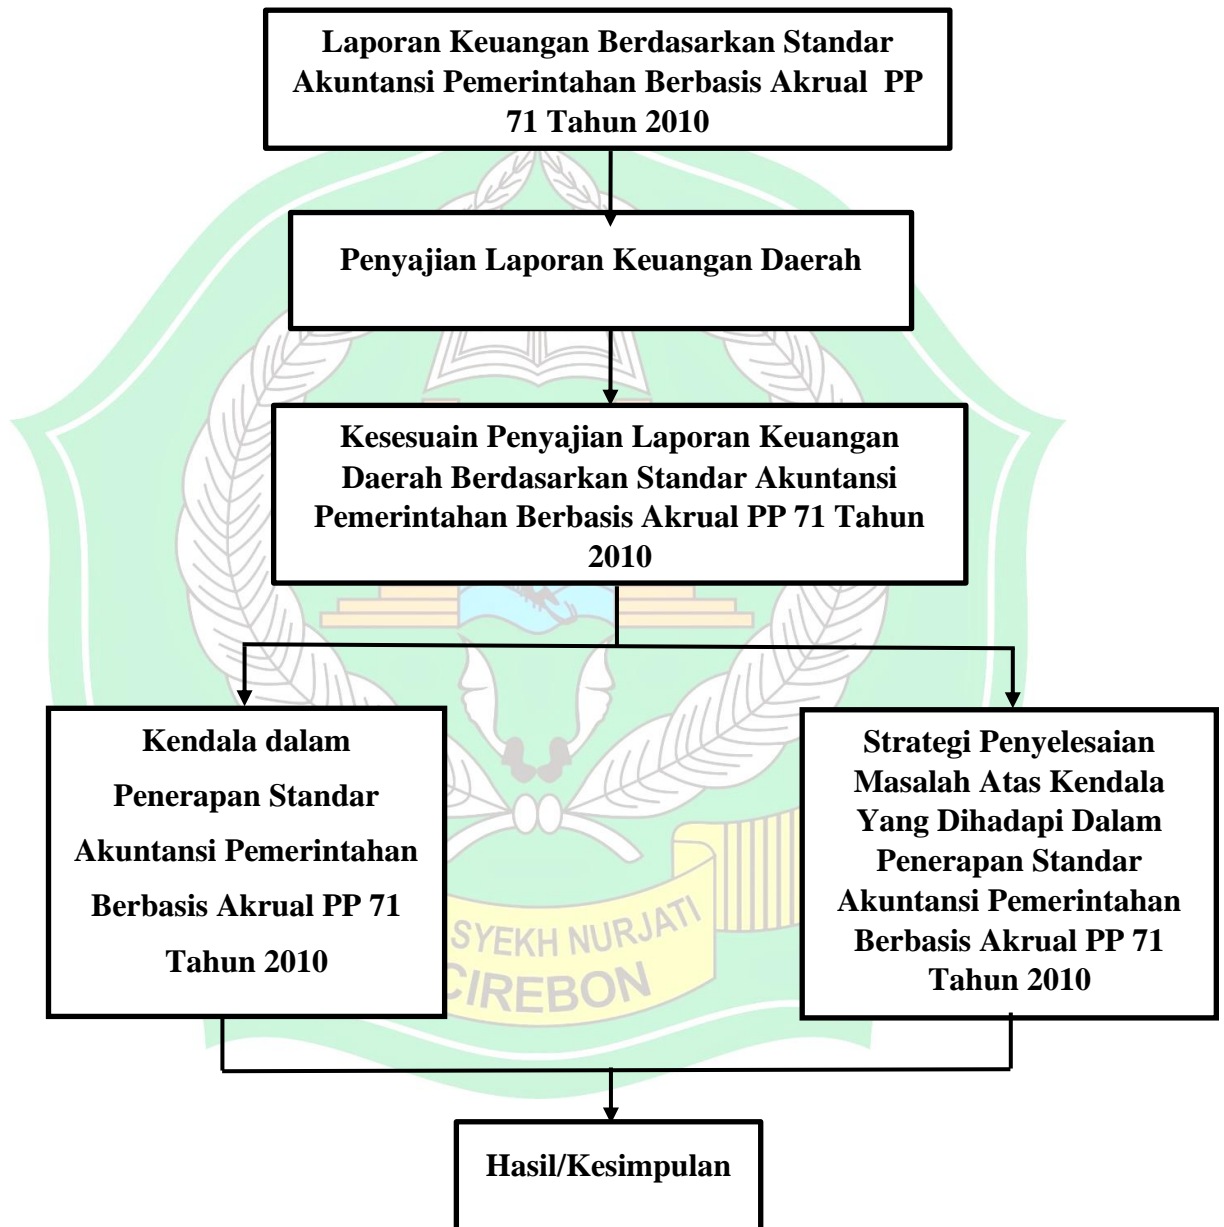 Laporan Keuangan Berdasarkan Standar
Akuntansi Pemerintahan Berbasis Akrual PP
71 Tahun 2010
Penyajian Laporan Keuangan Daerah
Kesesuain Penyajian Laporan Keuangan
Daerah Berdasarkan Standar Akuntansi
Pemerintahan Berbasis Akrual PP 71 Tahun
2010
Kendala dalam
Penerapan Standar
Akuntansi Pemerintahan
Berbasis Akrual PP 71
Tahun 2010
Strategi Penyelesaian
Masalah Atas Kendala
Yang Dihadapi Dalam
Penerapan Standar
Akuntansi Pemerintahan
Berbasis Akrual PP 71
Tahun 2010
SYEKH NURJATI
CIREBON
Hasil/Kesimpulan